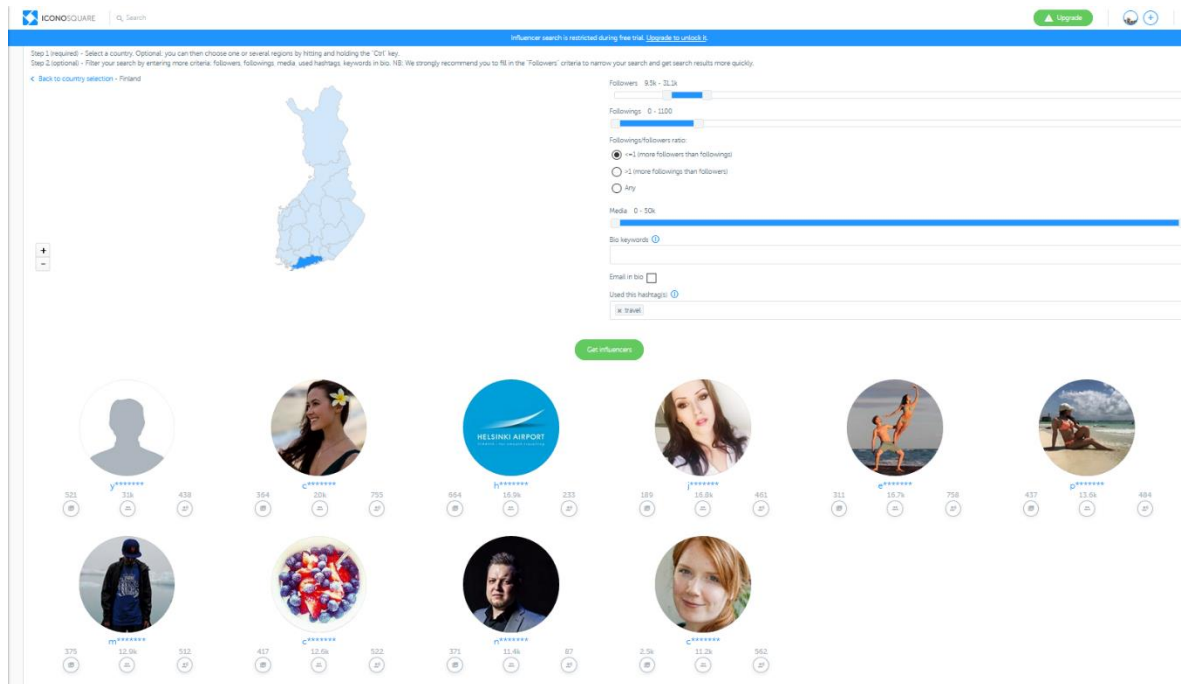 ICONOSQUARE
Search
Upgrade
Influencer search is restricted during free trial. Upgrade to unlock it.
Step 1 (required) - Select a country. Optional: you can then choose one or several regions by hitting and holding the `Ctrl` key.
Step 2 (optional) - Filter your search by entering more criteria: followers, followings, media, used hashtags, keywords in bio. NB: We strongly recommend you to fill in the "Followers" criteria to narrow your search and get search results more quickly.
< Back to country selection - Finland
Followers 9.5k - 31.1k
Followings 0 - 1100
Followings/followers ratio:
<=1 (more followers than followings)
>1 (more followings than followers)
Any
Media 0 - 50k
+
−
Bio keywords
Email in bio
Used this hashtag(s)
× travel
Get influencers
HELSINKI AIRPORT
y******* c******* h******* j******* e******* p*******
521 31k 438 364 20k 755 664 16.9k 233 189 16.8k 461 311 16.7k 758 437 13.6k 484
m******* c******* n******* c*******
375 12.9k 512 417 12.6k 522 371 11.4k 87 2.5k 11.2k 562